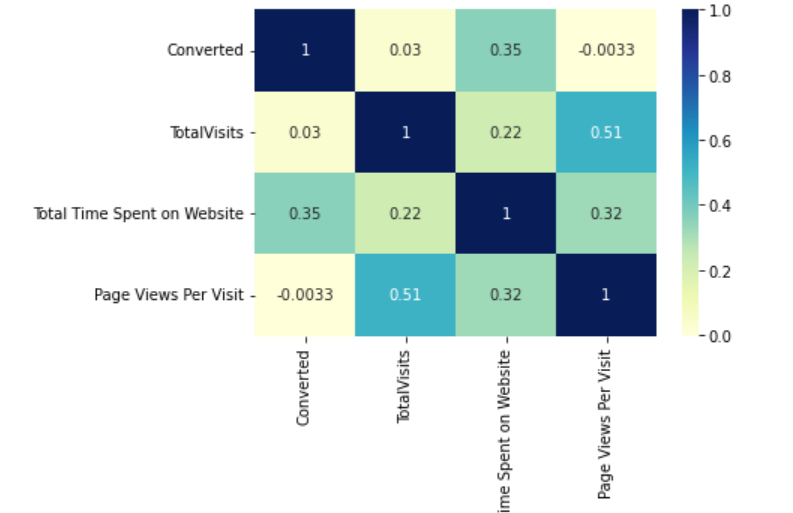 Converted
1
0.03
0.35
-0.0033
TotalVisits
0.03
1
0.22
0.51
Total Time Spent on Website
0.35
0.22
1
0.32
Page Views Per Visit
-0.0033
0.51
0.32
1
Converted
TotalVisits
ime Spent on Website
Page Views Per Visit
1.0
0.8
0.6
0.4
0.2
0.0